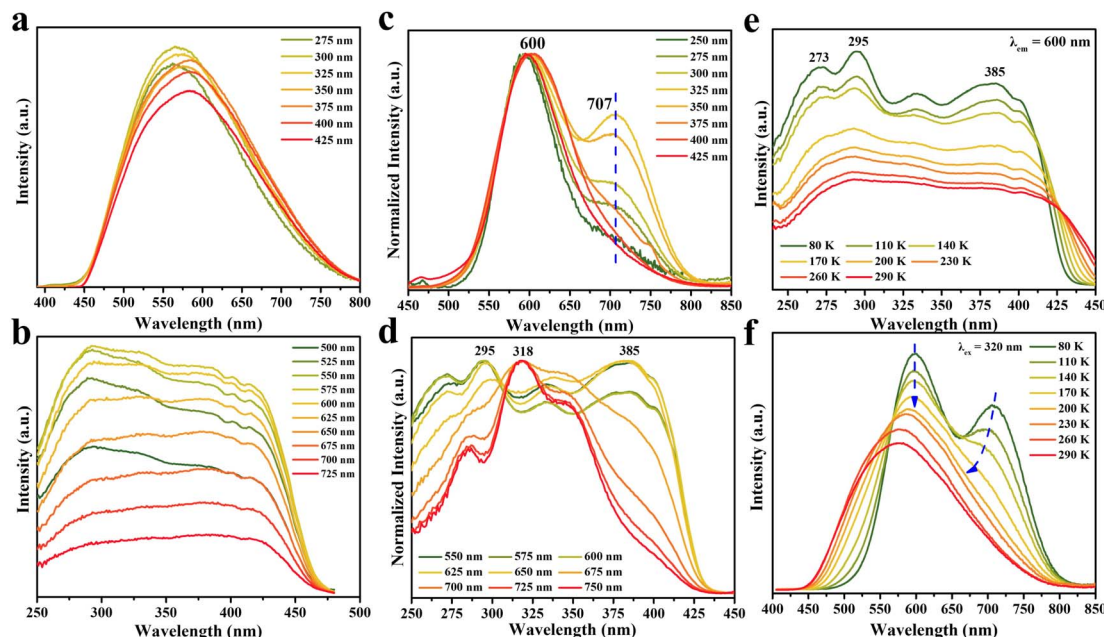 a
275 nm
300 nm
325 nm
350 nm
375 nm
400 nm
425 nm
Intensity (a.u.)
400 450 500 550 600 650 700 750 800
Wavelength (nm)
b
500 nm
525 nm
550 nm
575 nm
600 nm
625 nm
650 nm
675 nm
700 nm
725 nm
Intensity (a.u.)
250 300 350 400 450 500
Wavelength (nm)
c
600
707
250 nm
275 nm
300 nm
325 nm
350 nm
375 nm
400 nm
425 nm
Normalized Intensity (a.u.)
400 450 500 550 600 650 700 750 800 850
Wavelength (nm)
d
295 318 385
550 nm 575 nm 600 nm
625 nm 650 nm 675 nm
700 nm 725 nm 750 nm
Normalized Intensity (a.u.)
250 275 300 325 350 375 400 425 450
Wavelength (nm)
e
273 295 385
λem = 600 nm
80 K 110 K 140 K
170 K 200 K 230 K
260 K 290 K
Intensity (a.u.)
250 275 300 325 350 375 400 425 450
Wavelength (nm)
f
λex = 320 nm
80 K
110 K
140 K
170 K
200 K
230 K
260 K
290 K
Intensity (a.u.)
400 450 500 550 600 650 700 750 800 850
Wavelength (nm)